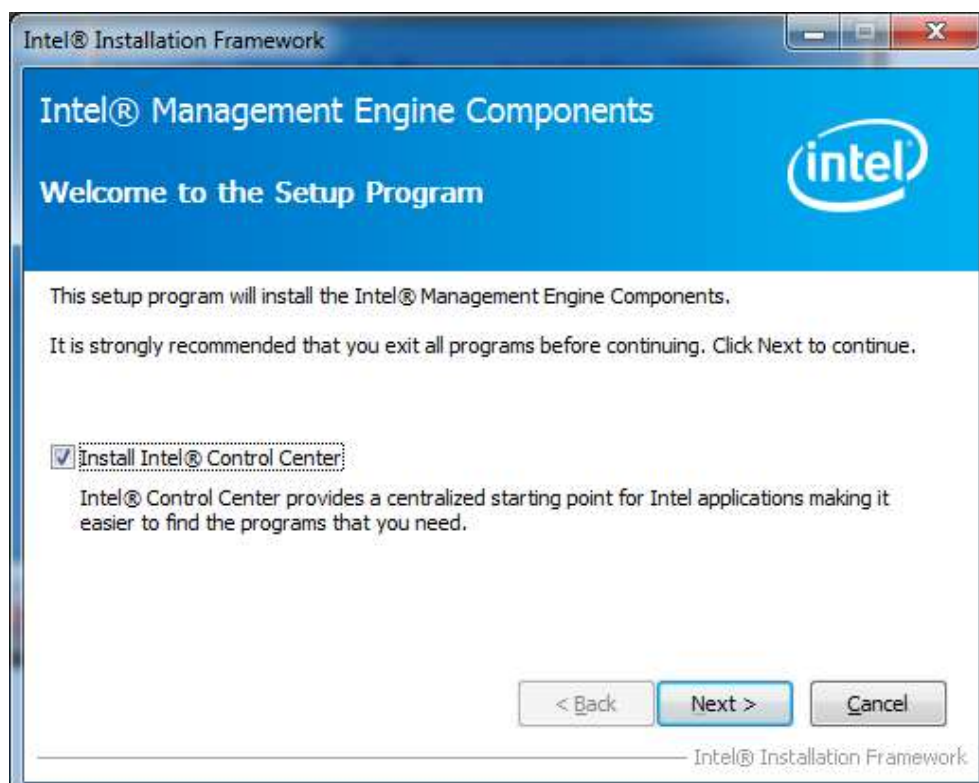 Intel® Installation Framework
Intel® Management Engine Components
intel
Welcome to the Setup Program
This setup program will install the Intel® Management Engine Components.
It is strongly recommended that you exit all programs before continuing. Click Next to continue.
Install Intel® Control Center
Intel® Control Center provides a centralized starting point for Intel applications making it
easier to find the programs that you need.
< Back Next > Cancel
Intel® Installation Framework